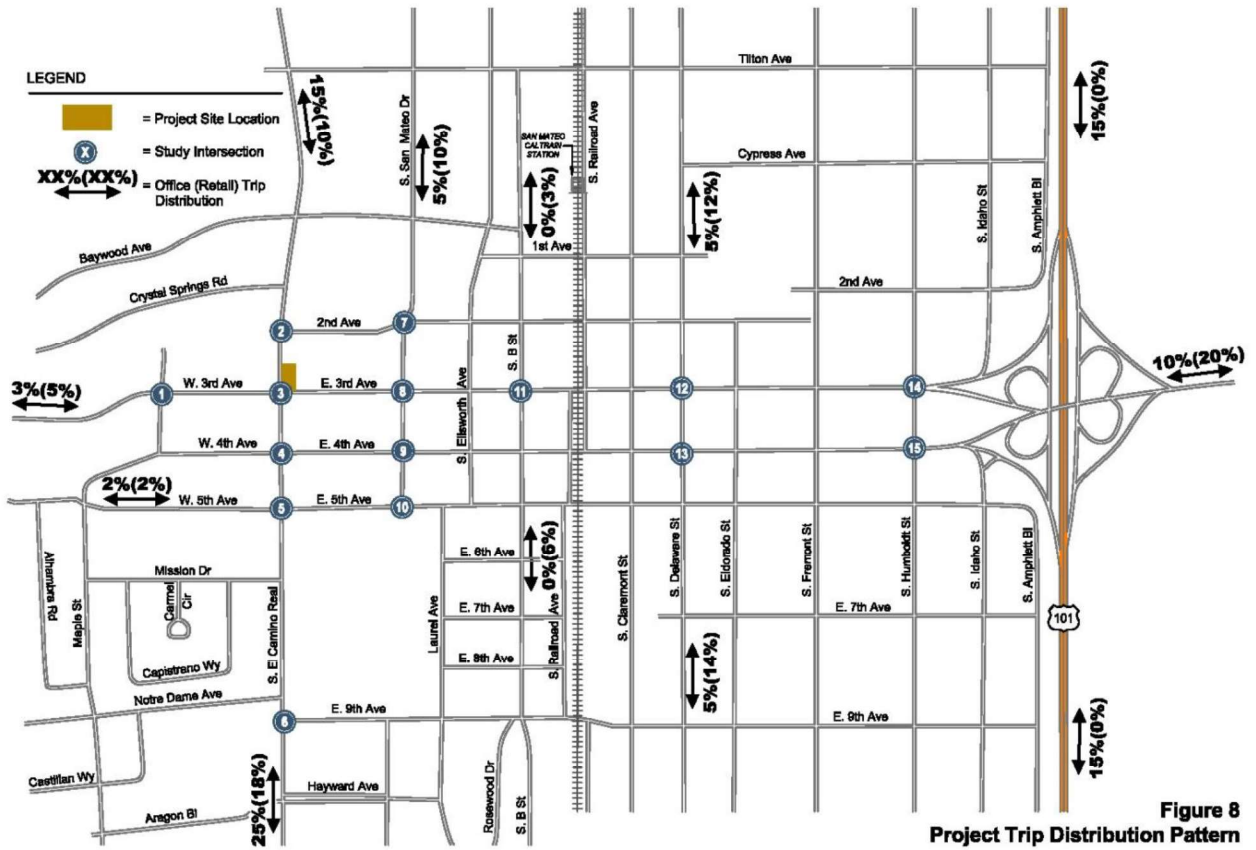 LEGEND
= Project Site Location
X
= Study Intersection
XX%(XX%)
= Office (Retail) Trip
Distribution
15%(10%)
S. San Mateo Dr
5%(10%)
SAN MATEO
CALTRAIN
STATION
S. Railroad Ave
0%(3%)
Tilton Ave
15%(0%)
Cypress Ave
5%(12%)
S. Idaho St
S. Amphlett Bl
Baywood Ave
1st Ave
Crystal Springs Rd
2nd Ave
2
2nd Ave
7
S. B St
3%(5%)
10%(20%)
1
W. 3rd Ave
3
E. 3rd Ave
8
S. Ellsworth Ave
11
12
14
W. 4th Ave
4
E. 4th Ave
9
13
15
2%(2%)
W. 5th Ave
5
E. 5th Ave
10
Alhambra Rd
Maple St
Mission Dr
Carmel
Cir
Capistrano Wy
Notre Dame Ave
S. El Camino Real
Laurel Ave
E. 6th Ave
0%(6%)
E. 7th Ave
E. 8th Ave
S. Railroad Ave
S. Claremont St
S. Delaware St
S. Eldorado St
S. Fremont St
S. Humboldt St
S. Idaho St
S. Amphlett Bl
101
E. 7th Ave
5%(14%)
6
E. 9th Ave
E. 9th Ave
15%(0%)
Castilian Wy
Aragon Bl
25%(18%)
Hayward Ave
Rosewood Dr
S. B St
Figure 8
Project Trip Distribution Pattern